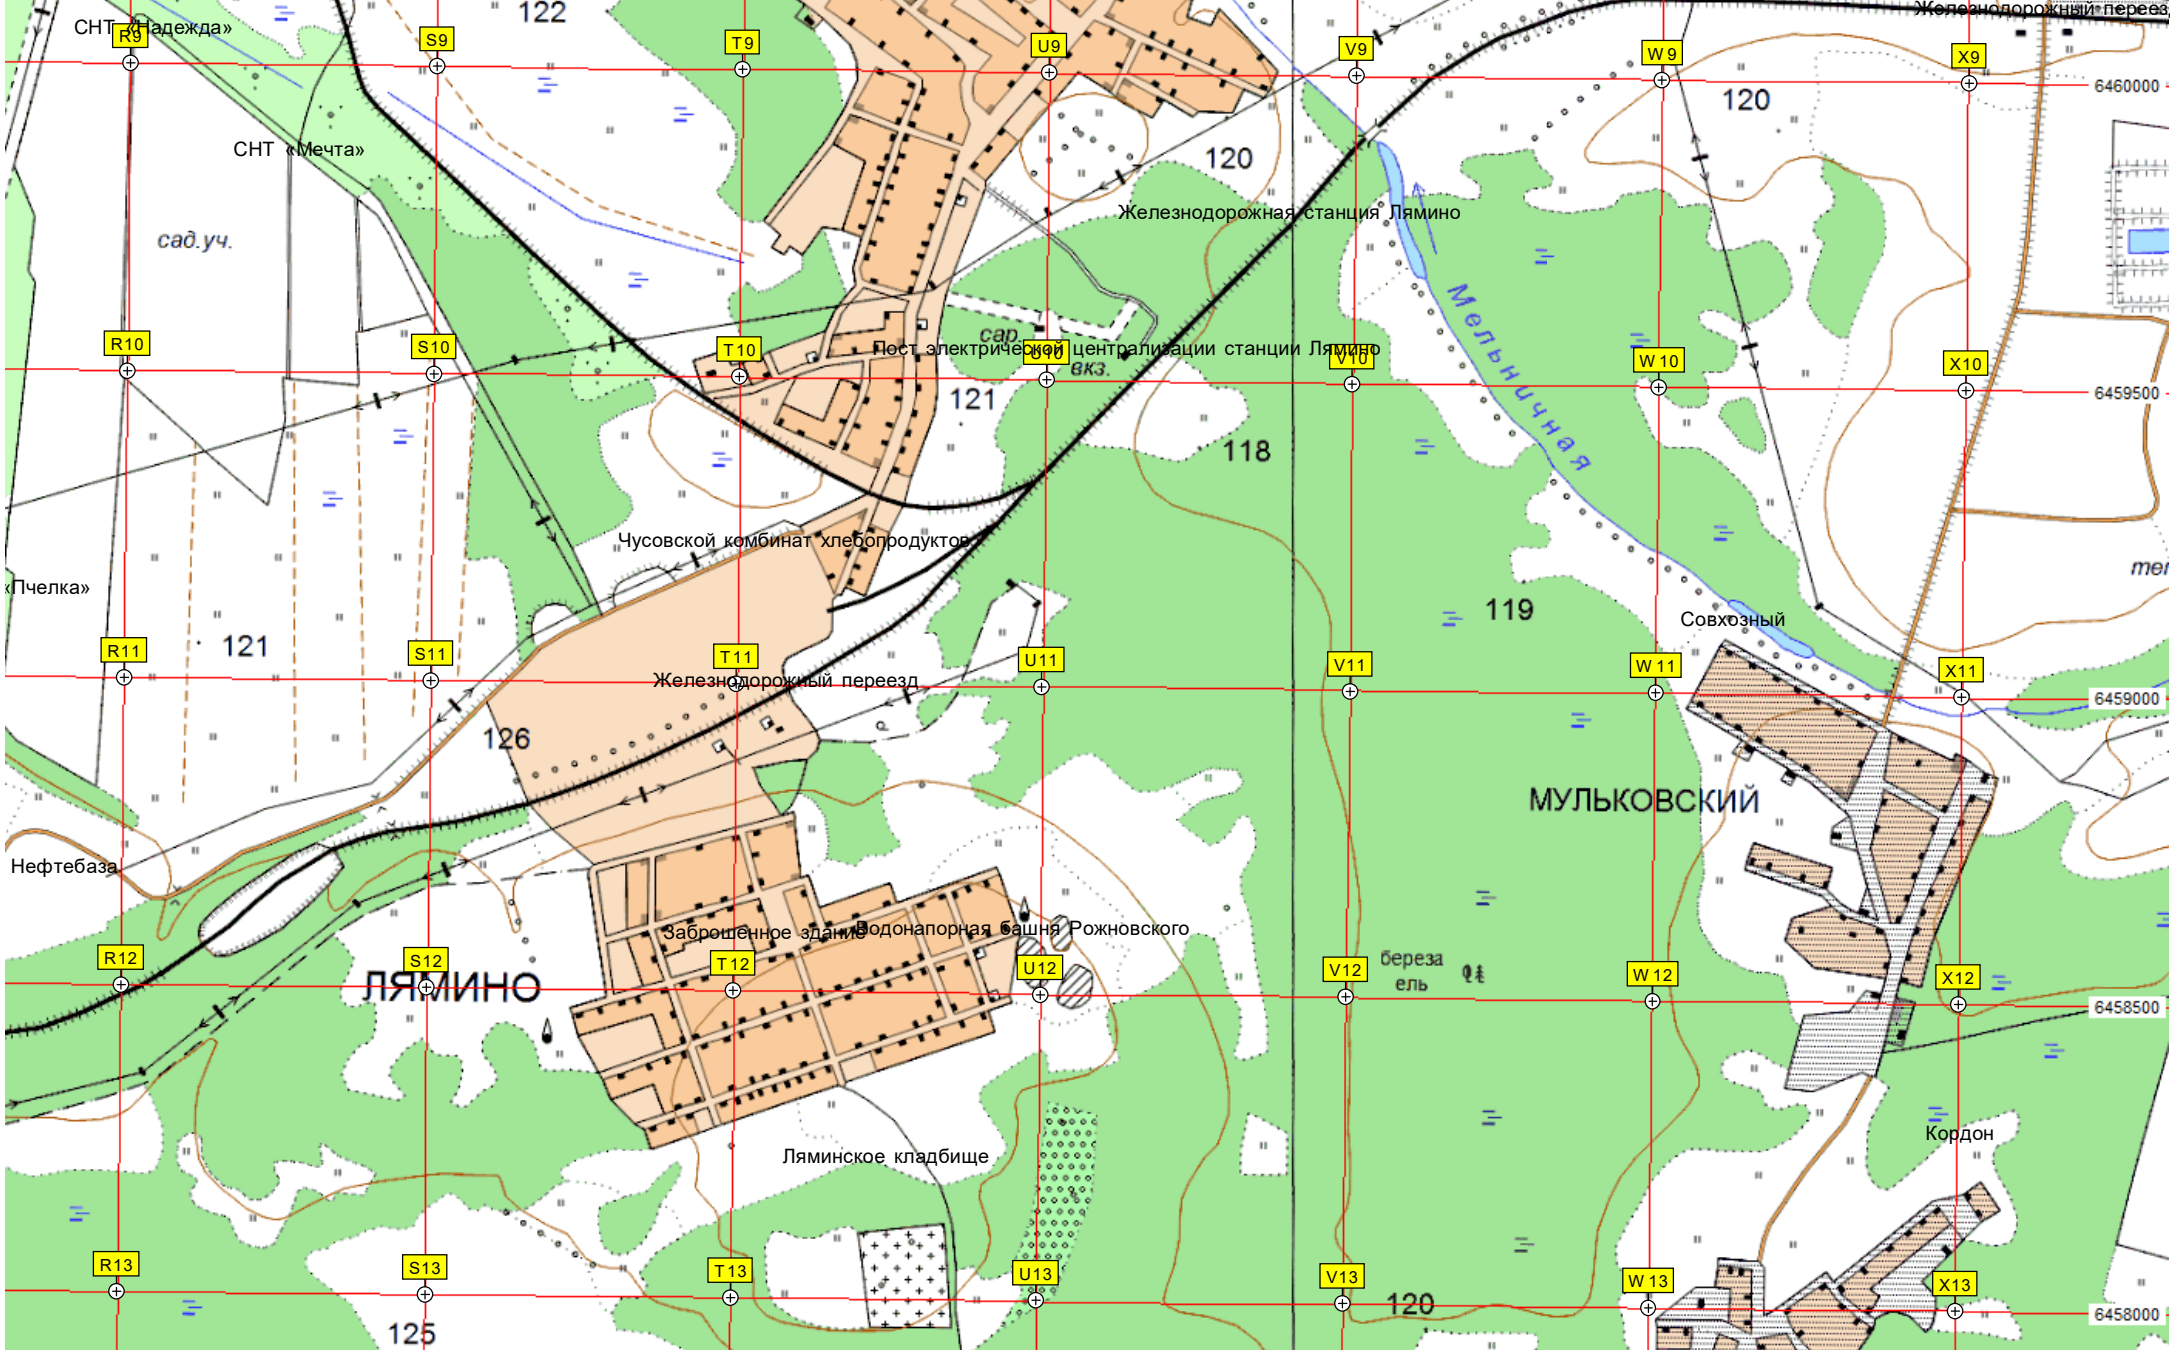 122
Железнодорожный переез
СНТ «Надежда»
R9
S9
T9
U9
V9
W9
X9
6460000
120
СНТ «Мечта»
120
Железнодорожная станция Лямино
сад.уч.
Мельничная
сар.
R10
S10
T10
Пост электрической централизации станции Лямино
U10
V10
W10
X10
вкз.
6459500
121
118
Чусовской комбинат хлебопродуктов
«Пчелка»
119
Совхозный
121
R11
S11
T11
U11
V11
W11
X11
Железнодорожный переезд
6459000
126
МУЛЬКОВСКИЙ
Нефтебаза
Заброшенное здание
Водонапорная башня Рожновского
R12
S12
T12
U12
V12
W12
X12
береза
ель
ЛЯМИНО
6458500
Кордон
Ляминское кладбище
R13
S13
T13
U13
V13
W13
X13
120
6458000
125